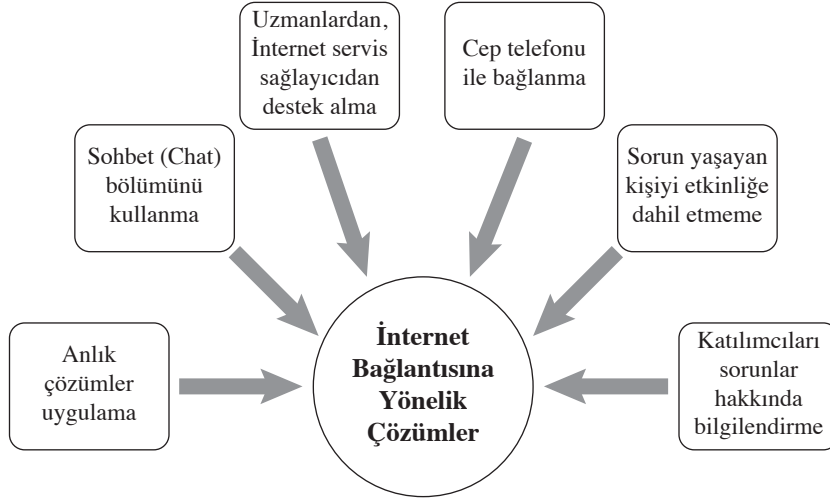 Uzmanlardan,
İnternet servis
sağlayıcıdan
destek alma
Cep telefonu
ile bağlanma
Sohbet (Chat)
bölümünü
kullanma
Sorun yaşayan
kişiyi etkinliğe
dahil etmeme
Anlık
çözümler
uygulama
İnternet
Bağlantısına
Yönelik
Çözümler
Katılımcıları
sorunlar
hakkında
bilgilendirme